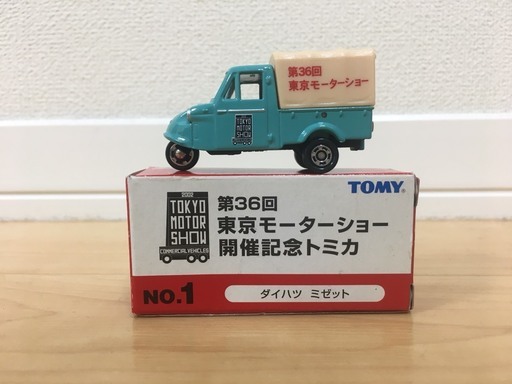 第36回
東京モーターショー
TOKYO
MOTOR
SHOW
2002
TOKYO
MOTOR
SHOW
COMMERCIAL VEHICLES
第36回
東京モーターショー
開催記念トミカ
TOMY
NO.1
ダイハツ ミゼット